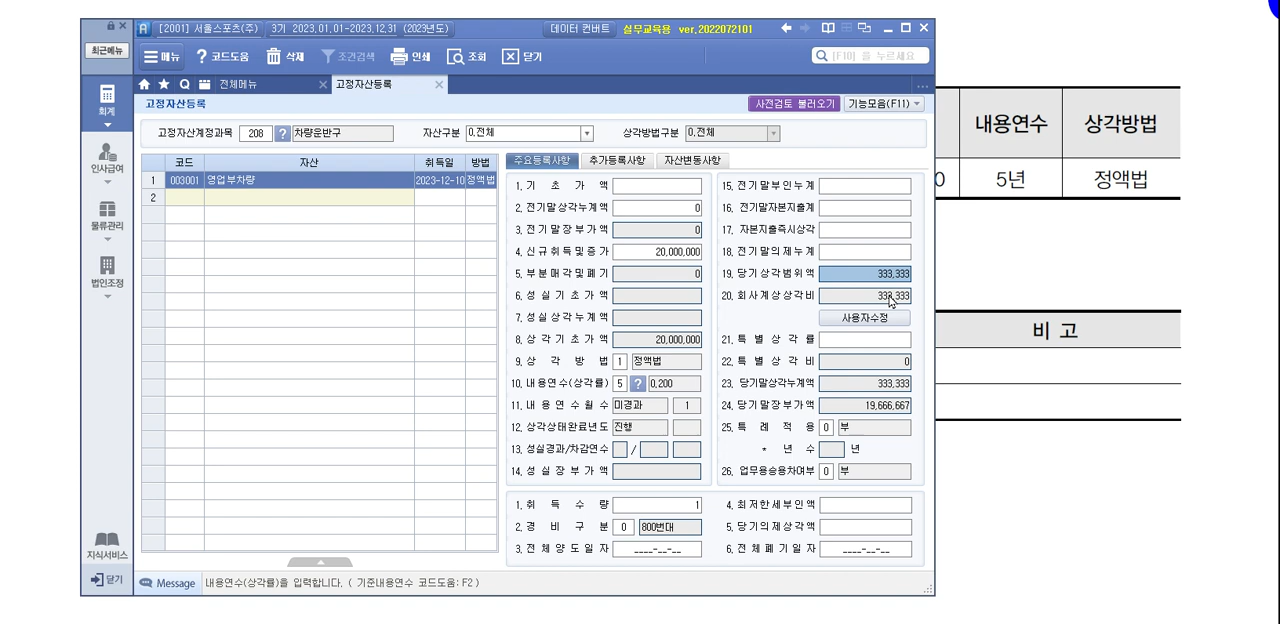 [2001] 서울스포츠(주) 3기 2023.01.01-2023.12.31 (2023년도) 데이터 컨버트 실무교육용 ver.2022072101
최근메뉴
메뉴 ? 코드도움 삭제 조건검색 인쇄 조회 닫기 [F10] 을 누르세요
전체메뉴 고정자산등록
회계
인사급여
물류관리
법인조정
지식서비스
닫기
고정자산등록 사전검토 불러오기 기능모음(F11)
고정자산계정과목 208 ? 차량운반구 자산구분 0.전체 상각방법구분 0.전체
코드 자산 취득일 방법
1 003001 영업부차량 2023-12-10 정액법
2
주요등록사항 추가등록사항 자산변동사항
1. 기초가액
2. 전기말상각누계액 0
3. 전기말장부가액 0
4. 신규취득및증가 20,000,000
5. 부분매각및폐기 0
6. 성실기초가액
7. 성실상각누계액
8. 상각기초가액 20,000,000
9. 상각방법 1 정액법
10. 내용연수(상각률) 5 ? 0.200
11. 내용연수월수 미경과 1
12. 상각상태완료년도 진행
13. 성실경과/차감연수 /
14. 성실장부가액
15. 전기말부인누계
16. 전기말자본지출계
17. 자본지출즉시상각
18. 전기말의제누계
19. 당기상각범위액 333,333
20. 회사계상상각비 333,333
사용자수정
21. 특별상각률
22. 특별상각비 0
23. 당기말상각누계액 333,333
24. 당기말장부가액 19,666,667
25. 특례적용 0 부
* 년수 년
26. 업무용승용차여부 0 부
1. 취득수량 1
2. 경비구분 0 800번대
3. 전체양도일자 ____-__-__
4. 최저한세부인액
5. 당기의제상각액
6. 전체폐기일자 ____-__-__
Message 내용연수(상각률)을 입력합니다. ( 기준내용연수 코드도움: F2 )
내용연수 상각방법
0 5년 정액법
비 고